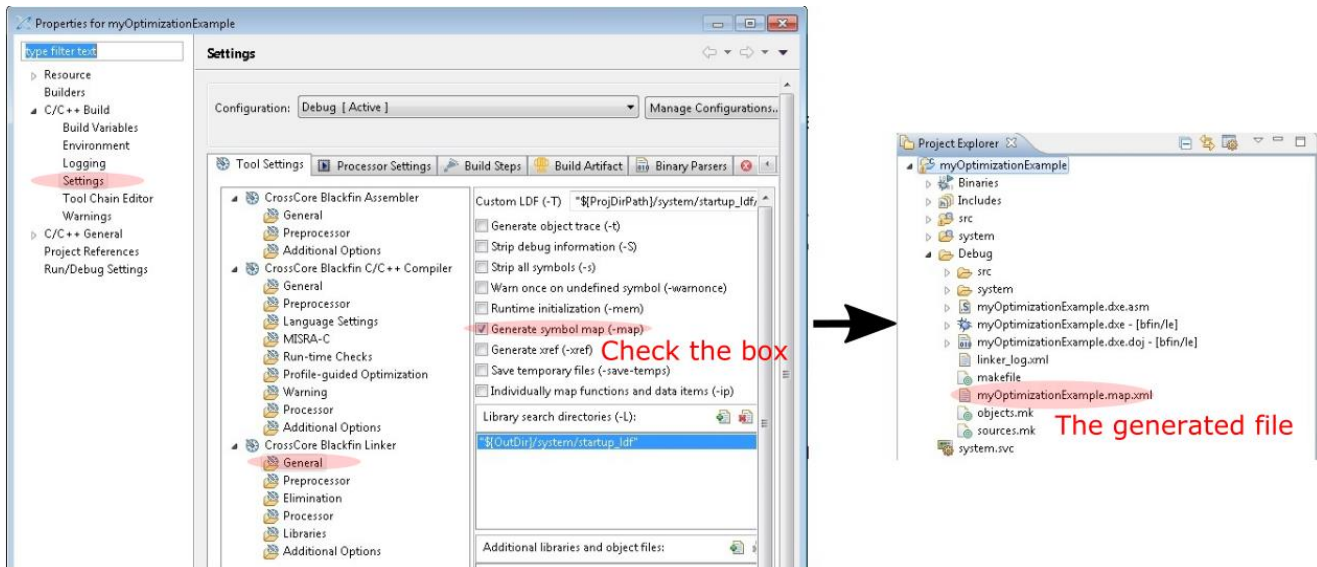 Properties for myOptimizationExample
type filter text
Resource
Builders
C/C++ Build
Build Variables
Environment
Logging
Settings
Tool Chain Editor
Warnings
C/C++ General
Project References
Run/Debug Settings
Settings
Configuration: Debug [ Active ] Manage Configurations..
Tool Settings Processor Settings Build Steps Build Artifact Binary Parsers
CrossCore Blackfin Assembler
General
Preprocessor
Additional Options
CrossCore Blackfin C/C++ Compiler
General
Preprocessor
Language Settings
MISRA-C
Run-time Checks
Profile-guided Optimization
Warning
Processor
Additional Options
CrossCore Blackfin Linker
General
Preprocessor
Elimination
Processor
Libraries
Additional Options
Custom LDF (-T) "${ProjDirPath}/system/startup_ldf/
Generate object trace (-t)
Strip debug information (-S)
Strip all symbols (-s)
Warn once on undefined symbol (-warnonce)
Runtime initialization (-mem)
Generate symbol map (-map)
Generate xref (-xref)
Check the box
Save temporary files (-save-temps)
Individually map functions and data items (-ip)
Library search directories (-L):
"${OutDir}/system/startup_ldf"
Additional libraries and object files:
Project Explorer
myOptimizationExample
Binaries
Includes
src
system
Debug
src
system
myOptimizationExample.dxe.asm
myOptimizationExample.dxe - [bfin/le]
myOptimizationExample.dxe.doj - [bfin/le]
linker_log.xml
makefile
myOptimizationExample.map.xml
objects.mk
sources.mk
The generated file
system.svc